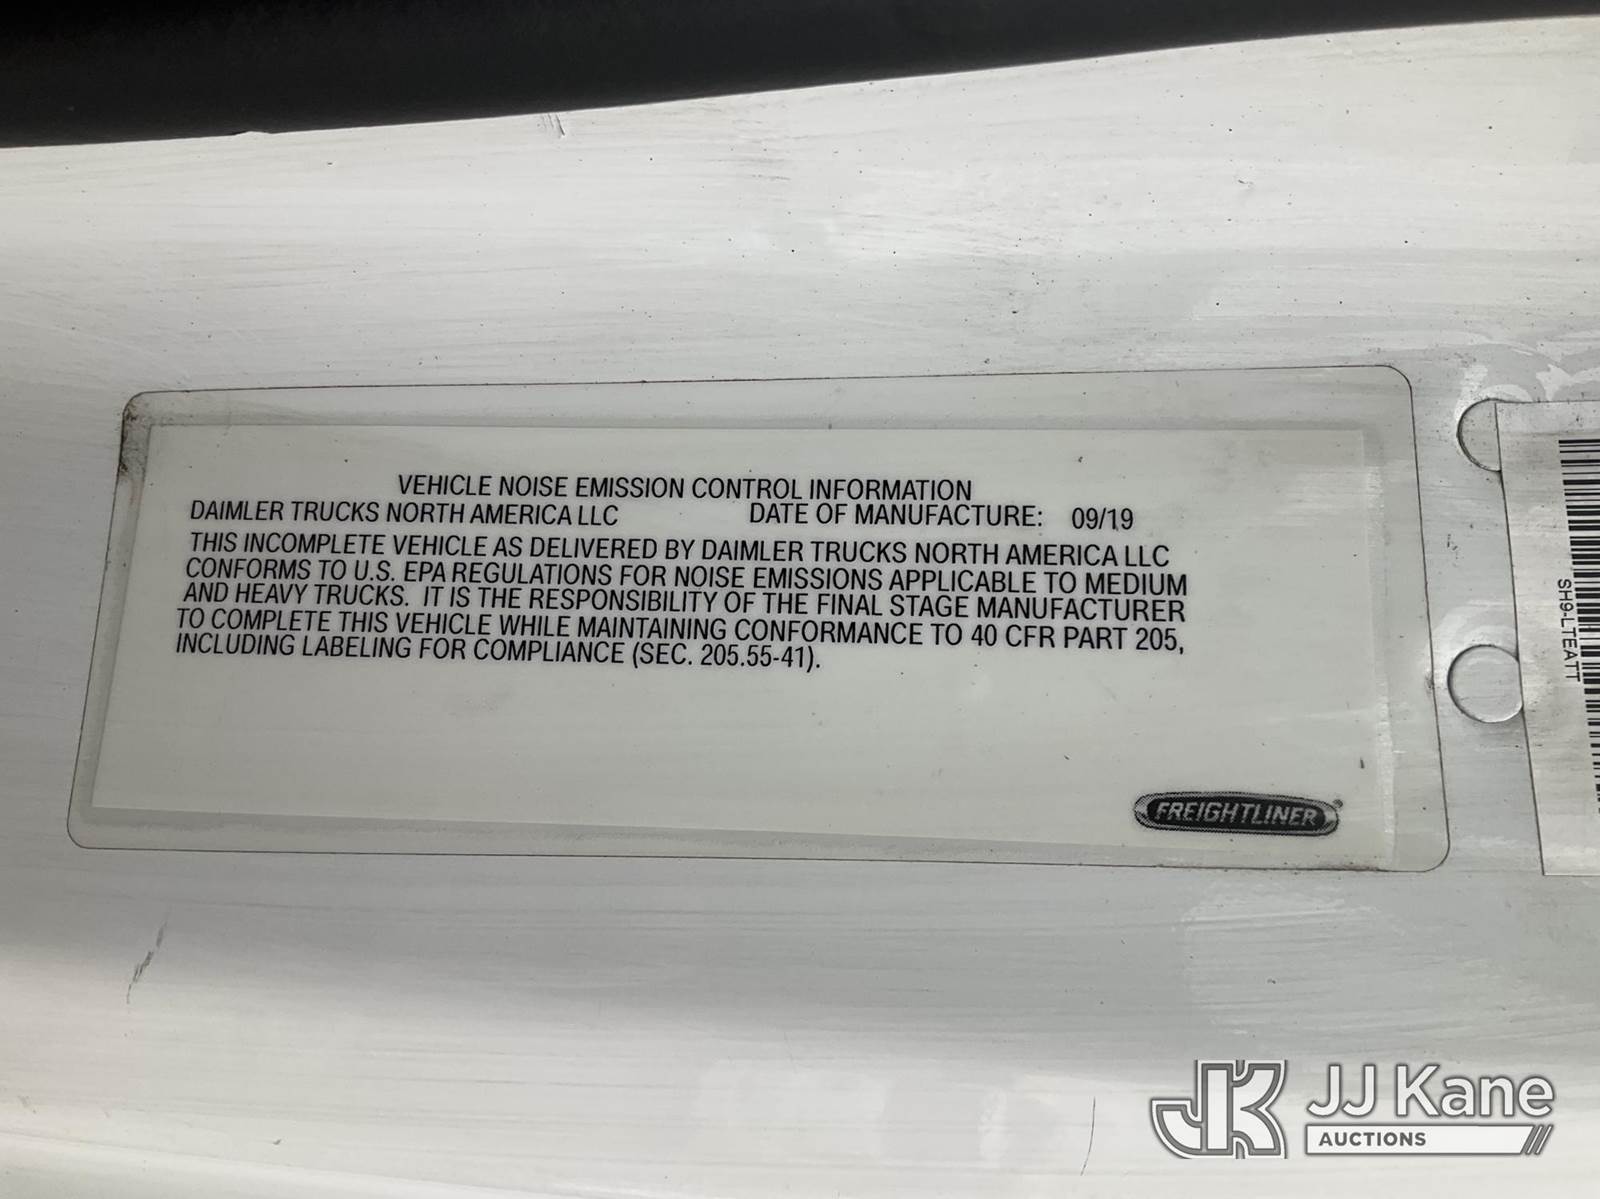 VEHICLE NOISE EMISSION CONTROL INFORMATION
DAIMLER TRUCKS NORTH AMERICA LLC DATE OF MANUFACTURE: 09/19
THIS INCOMPLETE VEHICLE AS DELIVERED BY DAIMLER TRUCKS NORTH AMERICA LLC
CONFORMS TO U.S. EPA REGULATIONS FOR NOISE EMISSIONS APPLICABLE TO MEDIUM
AND HEAVY TRUCKS. IT IS THE RESPONSIBILITY OF THE FINAL STAGE MANUFACTURER
TO COMPLETE THIS VEHICLE WHILE MAINTAINING CONFORMANCE TO 40 CFR PART 205,
INCLUDING LABELING FOR COMPLIANCE (SEC. 205.55-41).
FREIGHTLINER
SH9-LTEATT
JK JJ Kane
AUCTIONS